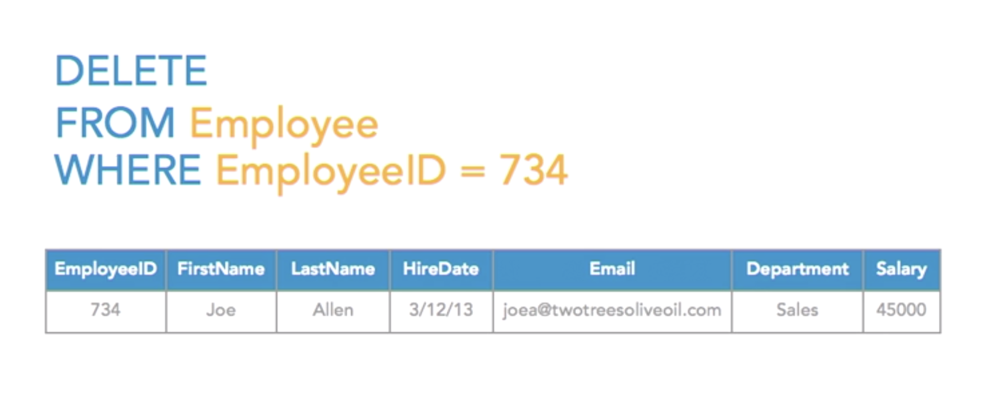 DELETE
FROM Employee
WHERE EmployeeID = 734
EmployeeID FirstName LastName HireDate Email Department Salary
734 Joe Allen 3/12/13 joea@twotreesoliveoil.com Sales 45000